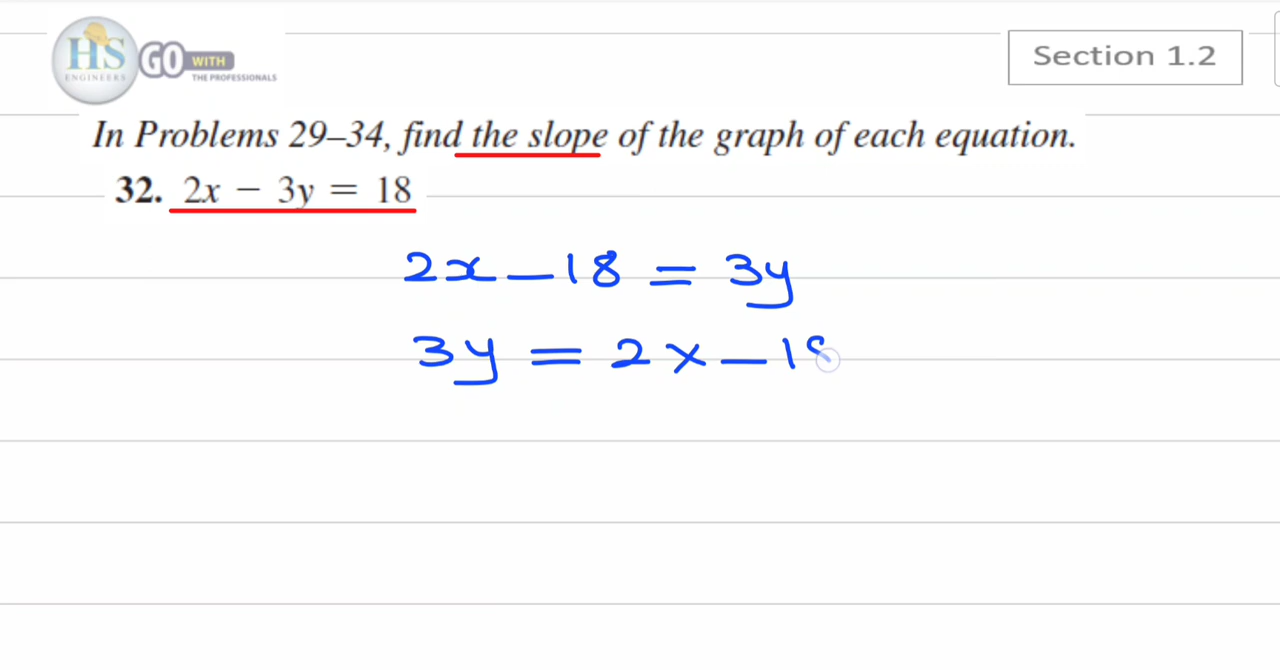 HS
ENGINEERS
GO WITH
THE PROFESSIONALS
Section 1.2
In Problems 29–34, find the slope of the graph of each equation.
32. 2x − 3y = 18
2x − 18 = 3y
3y = 2x − 18